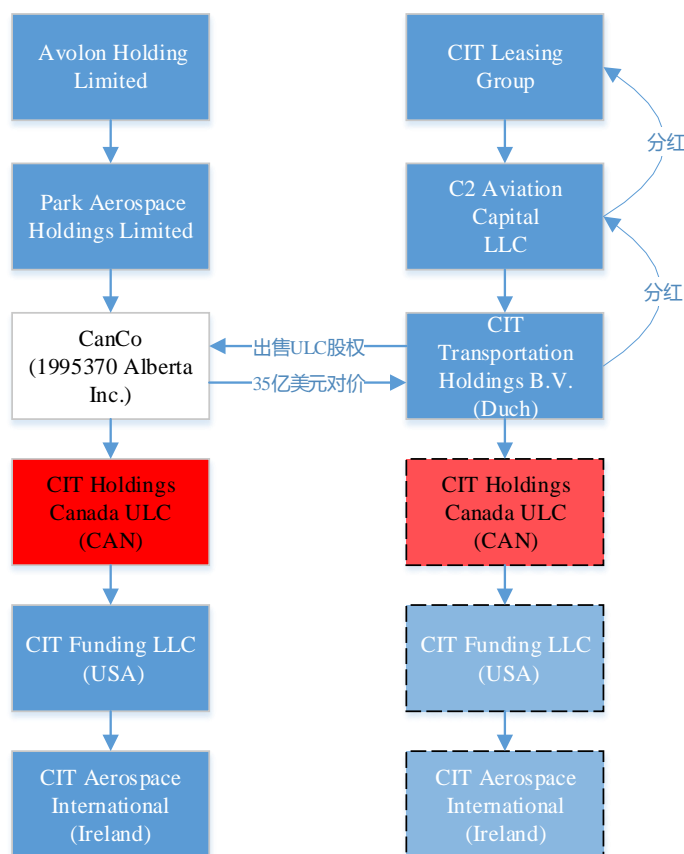 Avolon Holding
Limited
CIT Leasing
Group
分红
Park Aerospace
Holdings Limited
C2 Aviation
Capital
LLC
分红
CanCo
(1995370 Alberta
Inc.)
出售ULC股权
35亿美元对价
CIT
Transportation
Holdings B.V.
(Duch)
CIT Holdings
Canada ULC
(CAN)
CIT Holdings
Canada ULC
(CAN)
CIT Funding LLC
(USA)
CIT Funding LLC
(USA)
CIT Aerospace
International
(Ireland)
CIT Aerospace
International
(Ireland)